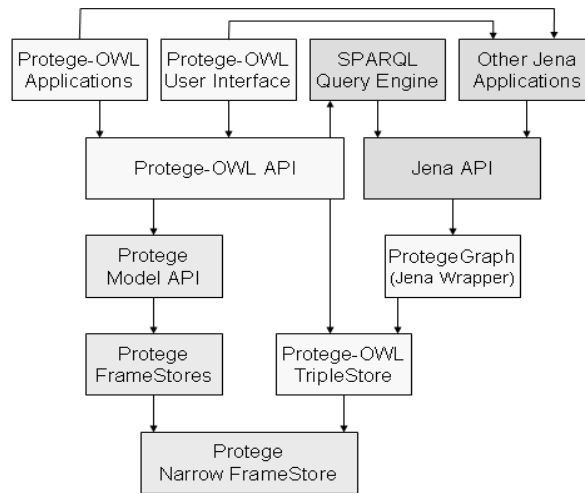 Protege-OWL
Applications
Protege-OWL
User Interface
SPARQL
Query Engine
Other Jena
Applications
Protege-OWL API
Jena API
Protege
Model API
ProtegeGraph
(Jena Wrapper)
Protege
FrameStores
Protege-OWL
TripleStore
Protege
Narrow FrameStore